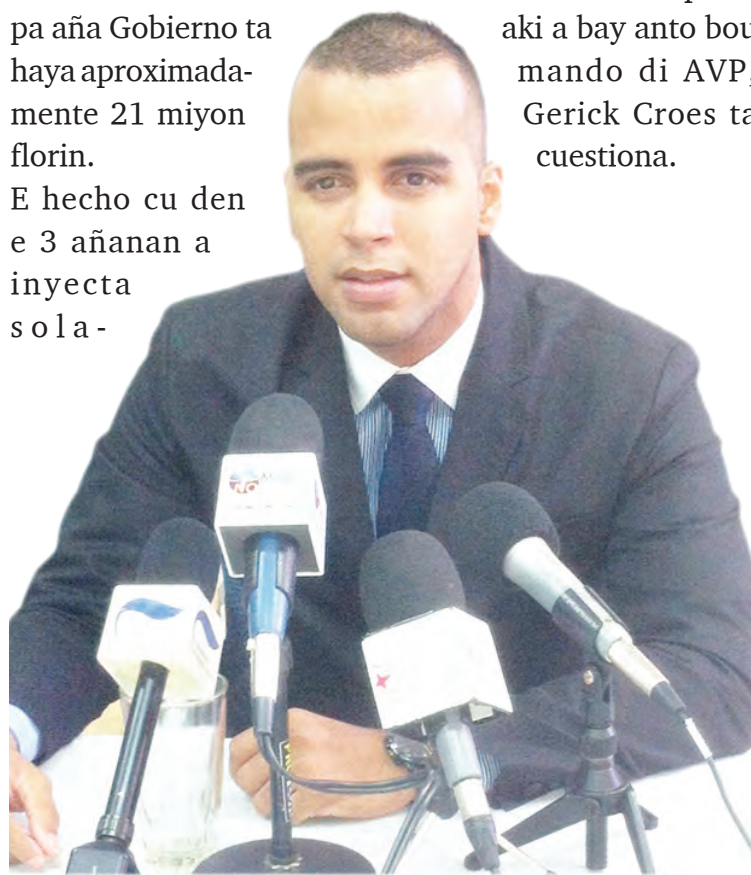 pa aña Gobierno ta
haya aproximada-
mente 21 miyon
florin.
E hecho cu den
e 3 añanan a
inyecta
sola-
aki a bay anto bou
mando di AVP,
Gerick Croes ta
cuestiona.